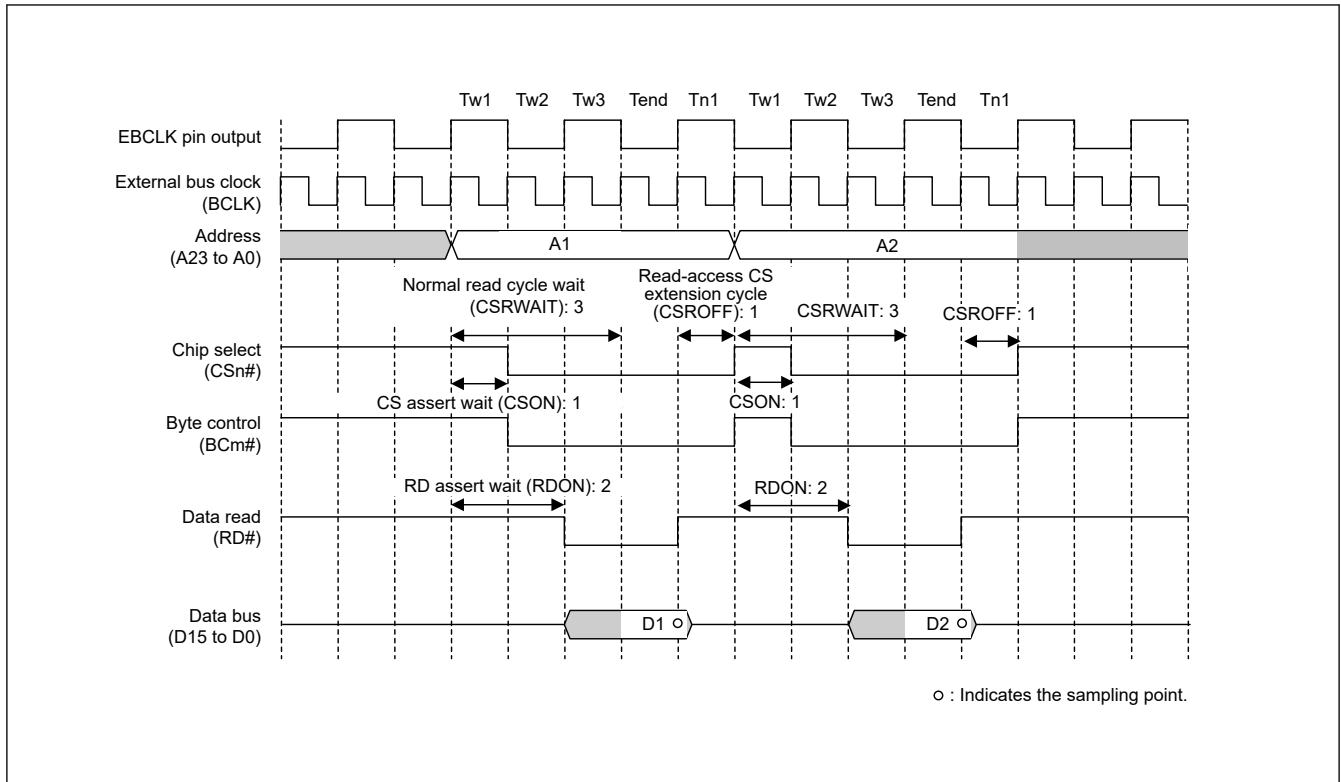 Tw1 Tw2 Tw3 Tend Tn1 Tw1 Tw2 Tw3 Tend Tn1
EBCLK pin output
External bus clock
(BCLK)
Address
(A23 to A0)
A1
A2
Normal read cycle wait
(CSRWAIT): 3
Read-access CS
extension cycle
(CSROFF): 1
CSRWAIT: 3
CSROFF: 1
Chip select
(CSn#)
CS assert wait (CSON): 1
CSON: 1
Byte control
(BCm#)
RD assert wait (RDON): 2
RDON: 2
Data read
(RD#)
Data bus
(D15 to D0)
D1
D2
: Indicates the sampling point.